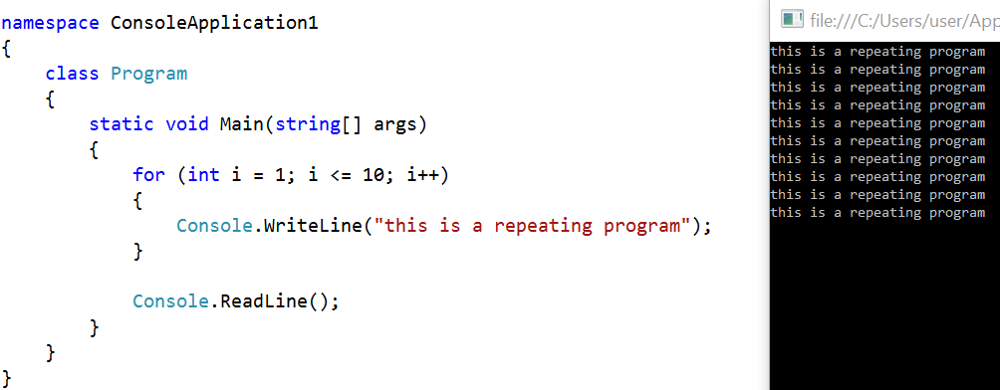 namespace ConsoleApplication1
{
    class Program
    {
        static void Main(string[] args)
        {
            for (int i = 1; i <= 10; i++)
            {
                Console.WriteLine("this is a repeating program");
            }

            Console.ReadLine();
        }
    }
}
file:///C:/Users/user/App
this is a repeating program
this is a repeating program
this is a repeating program
this is a repeating program
this is a repeating program
this is a repeating program
this is a repeating program
this is a repeating program
this is a repeating program
this is a repeating program